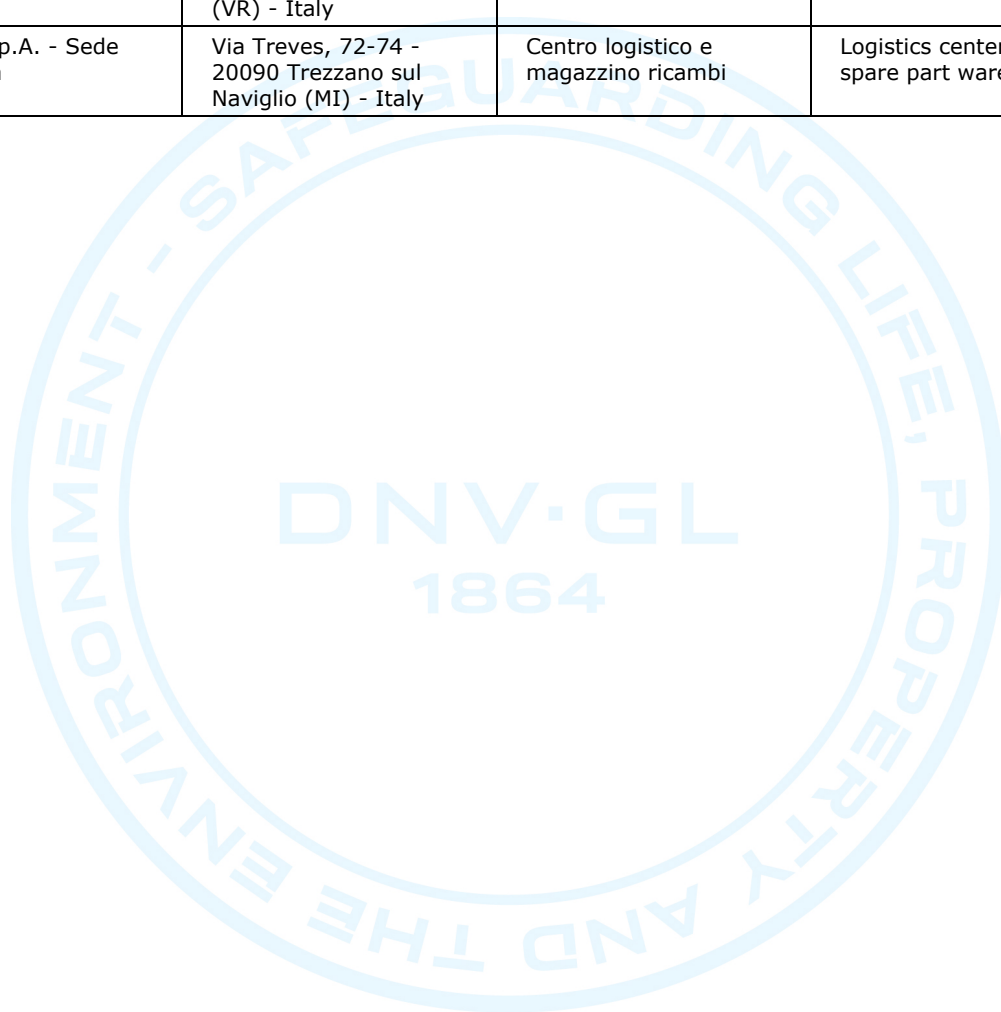 (VR) - Italy
p.A. - Sede
Via Treves, 72-74 -
20090 Trezzano sul
Naviglio (MI) - Italy
Centro logistico e
magazzino ricambi
Logistics center
spare part
SAFEGUARDING LIFE, PROPERTY AND THE ENVIRONMENT -
DNV·GL
1864